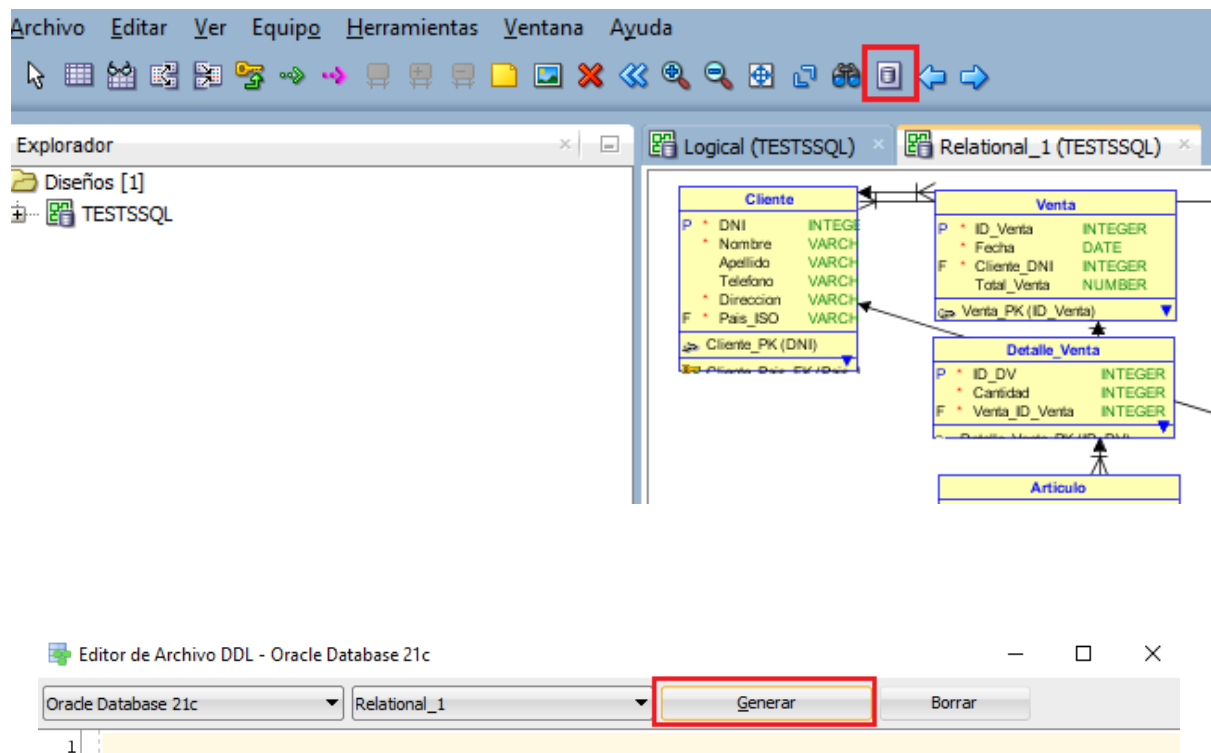 Archivo Editar Ver Equipo Herramientas Ventana Ayuda
Explorador
Logical (TESTSSQL)
Relational_1 (TESTSSQL)
Diseños [1]
TESTSSQL
Cliente
P * DNI INTEGE
* Nombre VARCH
Apellido VARCH
Telefono VARCH
* Direccion VARCH
F * Pais_ISO VARCH
Cliente_PK (DNI)
Venta
P * ID_Venta INTEGER
* Fecha DATE
F * Cliente_DNI INTEGER
Total_Venta NUMBER
Venta_PK (ID_Venta)
Detalle_Venta
P * ID_DV INTEGER
* Cantidad INTEGER
F * Venta_ID_Venta INTEGER
Articulo
Editor de Archivo DDL - Oracle Database 21c
Oracle Database 21c
Relational_1
Generar
Borrar
1